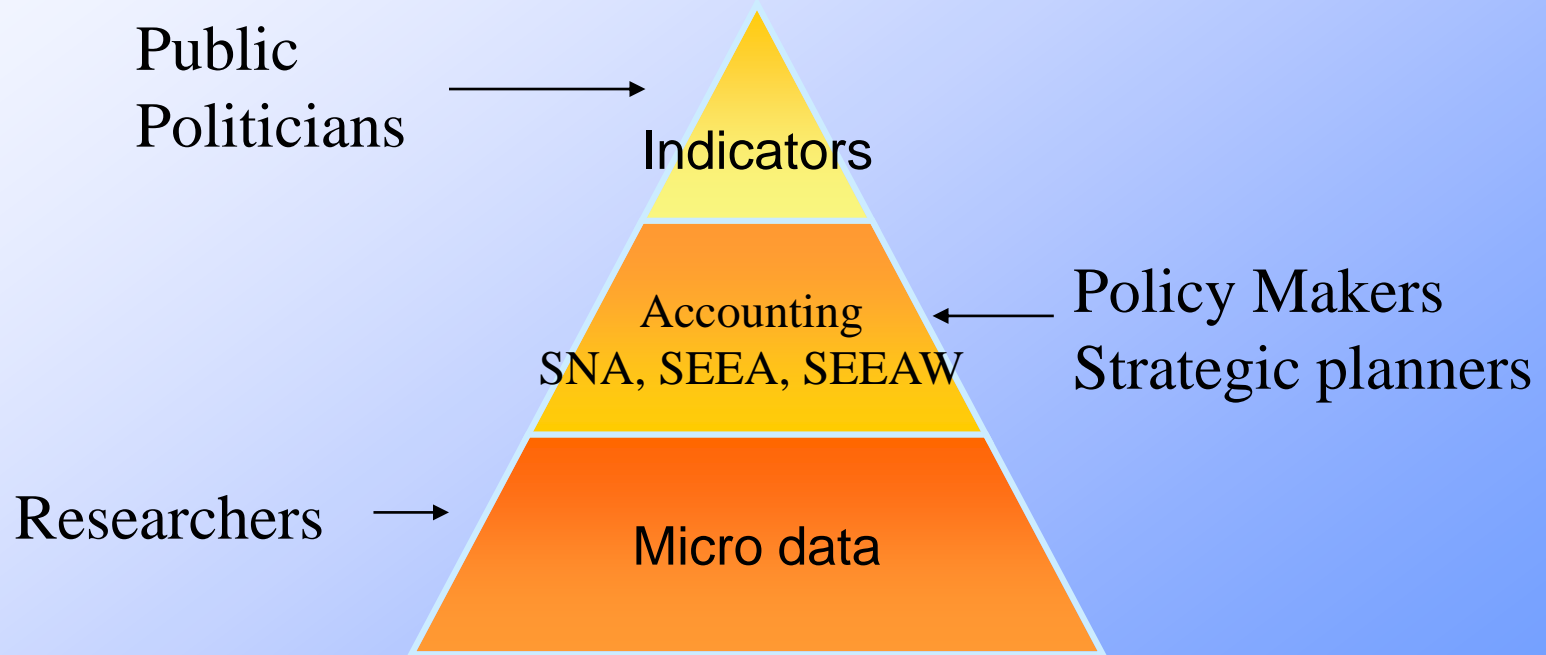 Public
Politicians
Indicators
Accounting
SNA, SEEA, SEEAW
Policy Makers
Strategic planners
Researchers
Micro data